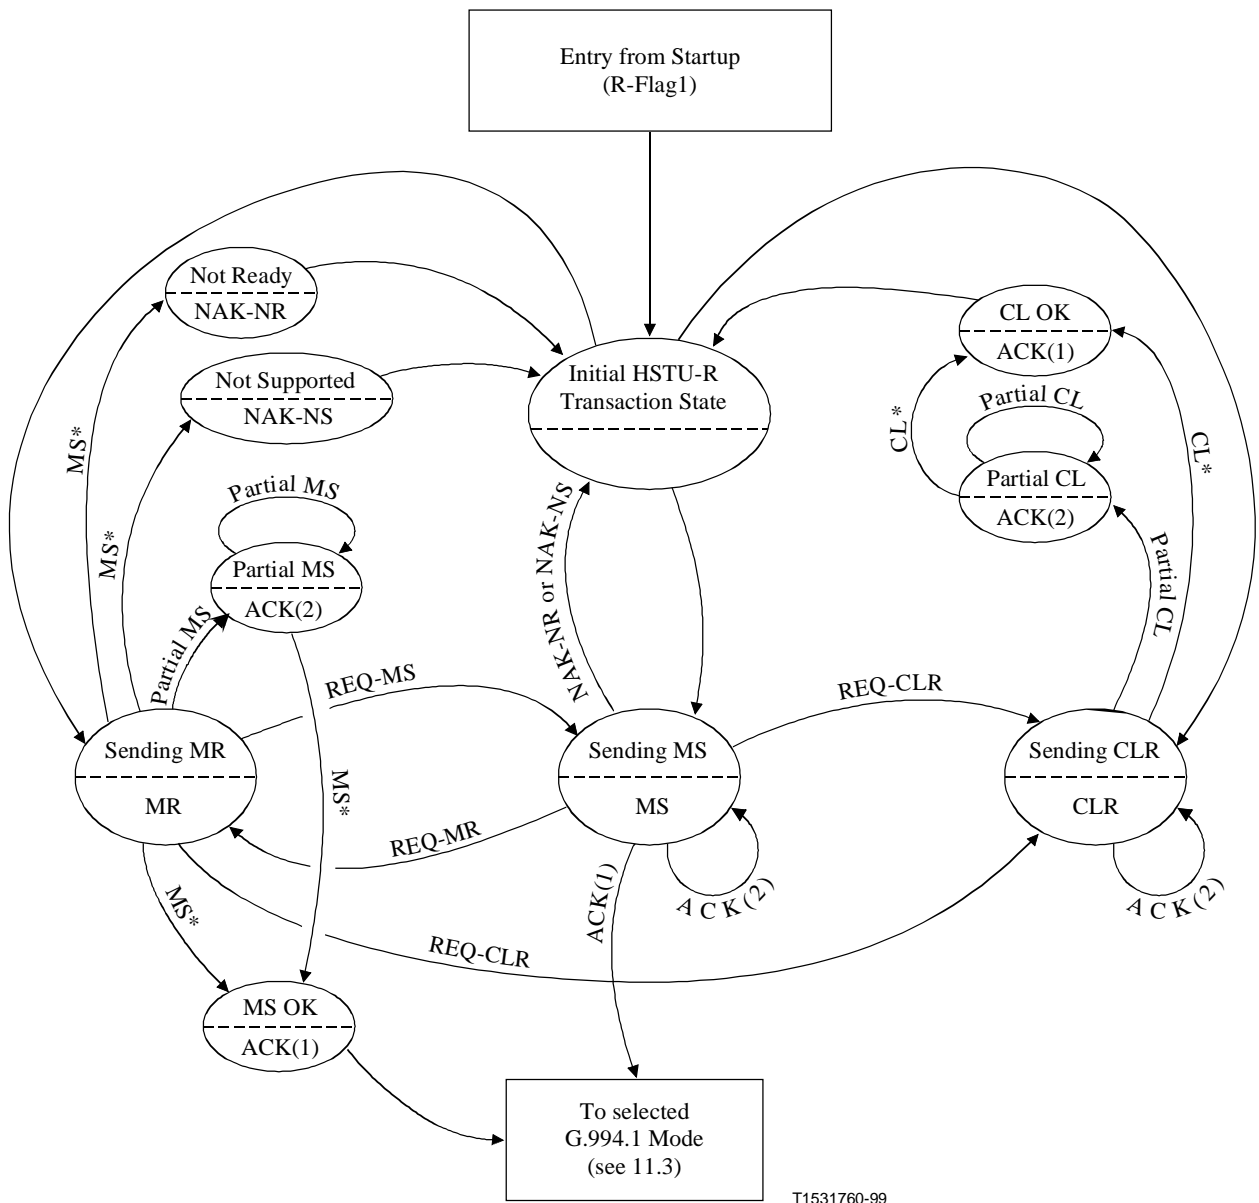 Entry from Startup
(R-Flag1)
Not Ready
NAK-NR
Not Supported
NAK-NS
Initial HSTU-R
Transaction State
CL OK
ACK(1)
Partial CL
CL*
CL*
Partial CL
ACK(2)
MS*
MS*
Partial MS
Partial MS
ACK(2)
Partial MS
NAK-NR or NAK-NS
Partial CL
REQ-MS
REQ-CLR
Sending MR
MR
Sending MS
MS
Sending CLR
CLR
MS*
REQ-MR
MS*
ACK(1)
ACK(2)
ACK(2)
REQ-CLR
MS OK
ACK(1)
To selected
G.994.1 Mode
(see 11.3)
T1531760-99